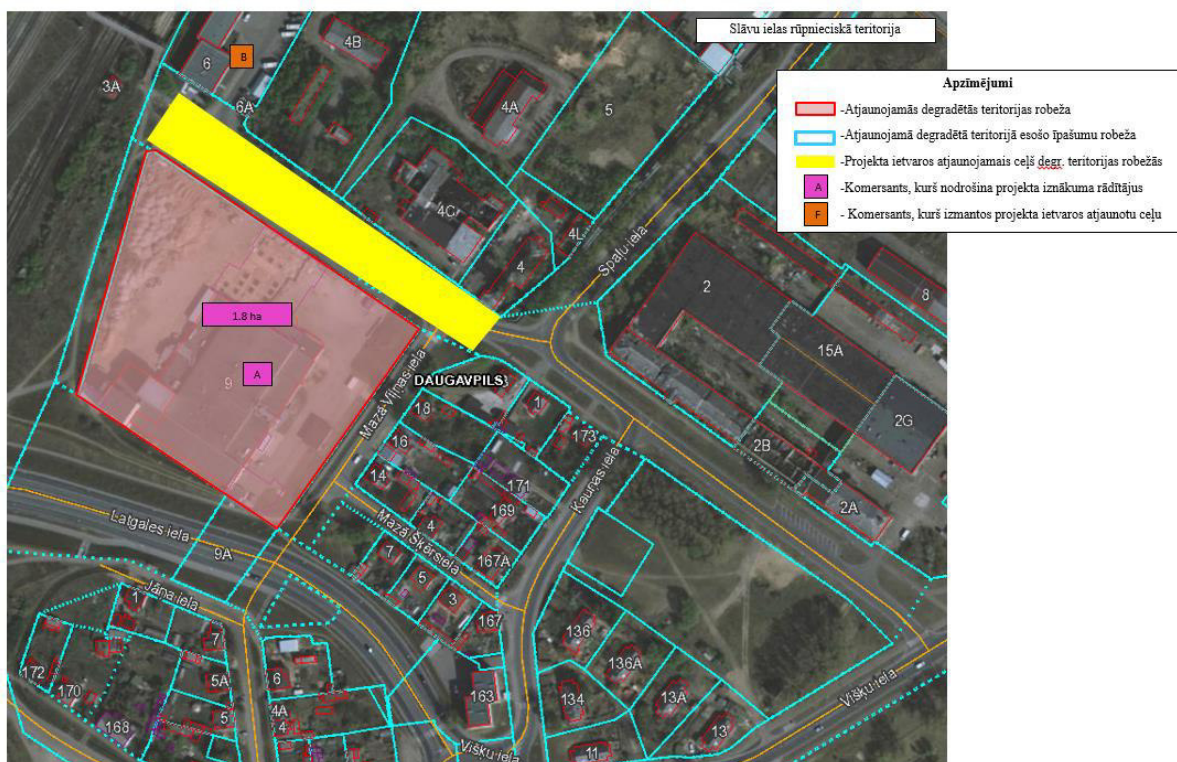 Slāvu ielas rūpnieciskā teritorija
Apzīmējumi
-Atjaunojamās degradētās teritorijas robeža
-Atjaunojamā degradētā teritorijā esošo īpašumu robeža
-Projekta ietvaros atjaunojamais ceļš degr. teritorijas robežās
A -Komersants, kurš nodrošina projekta iznākuma rādītājus
F - Komersants, kurš izmantos projekta ietvaros atjaunotu ceļu
6
B
4B
3A
6A
4A
5
4C
4L
4
Spaļu iela
2
8
15A
1.8 ha
9
A
Mazā Viļņas iela
DAUGAVPILS
18
1
173
2G
2B
16
171
Kauņas iela
14
169
2A
4
Mazā Šķērsiela
167A
Latgales iela
9A
7
5
3
167
Jāņa iela
1
7
136
136A
172
170
5A
6
163
134
13A
Višķu iela
168
5
4A
4
13
Višķu iela
11